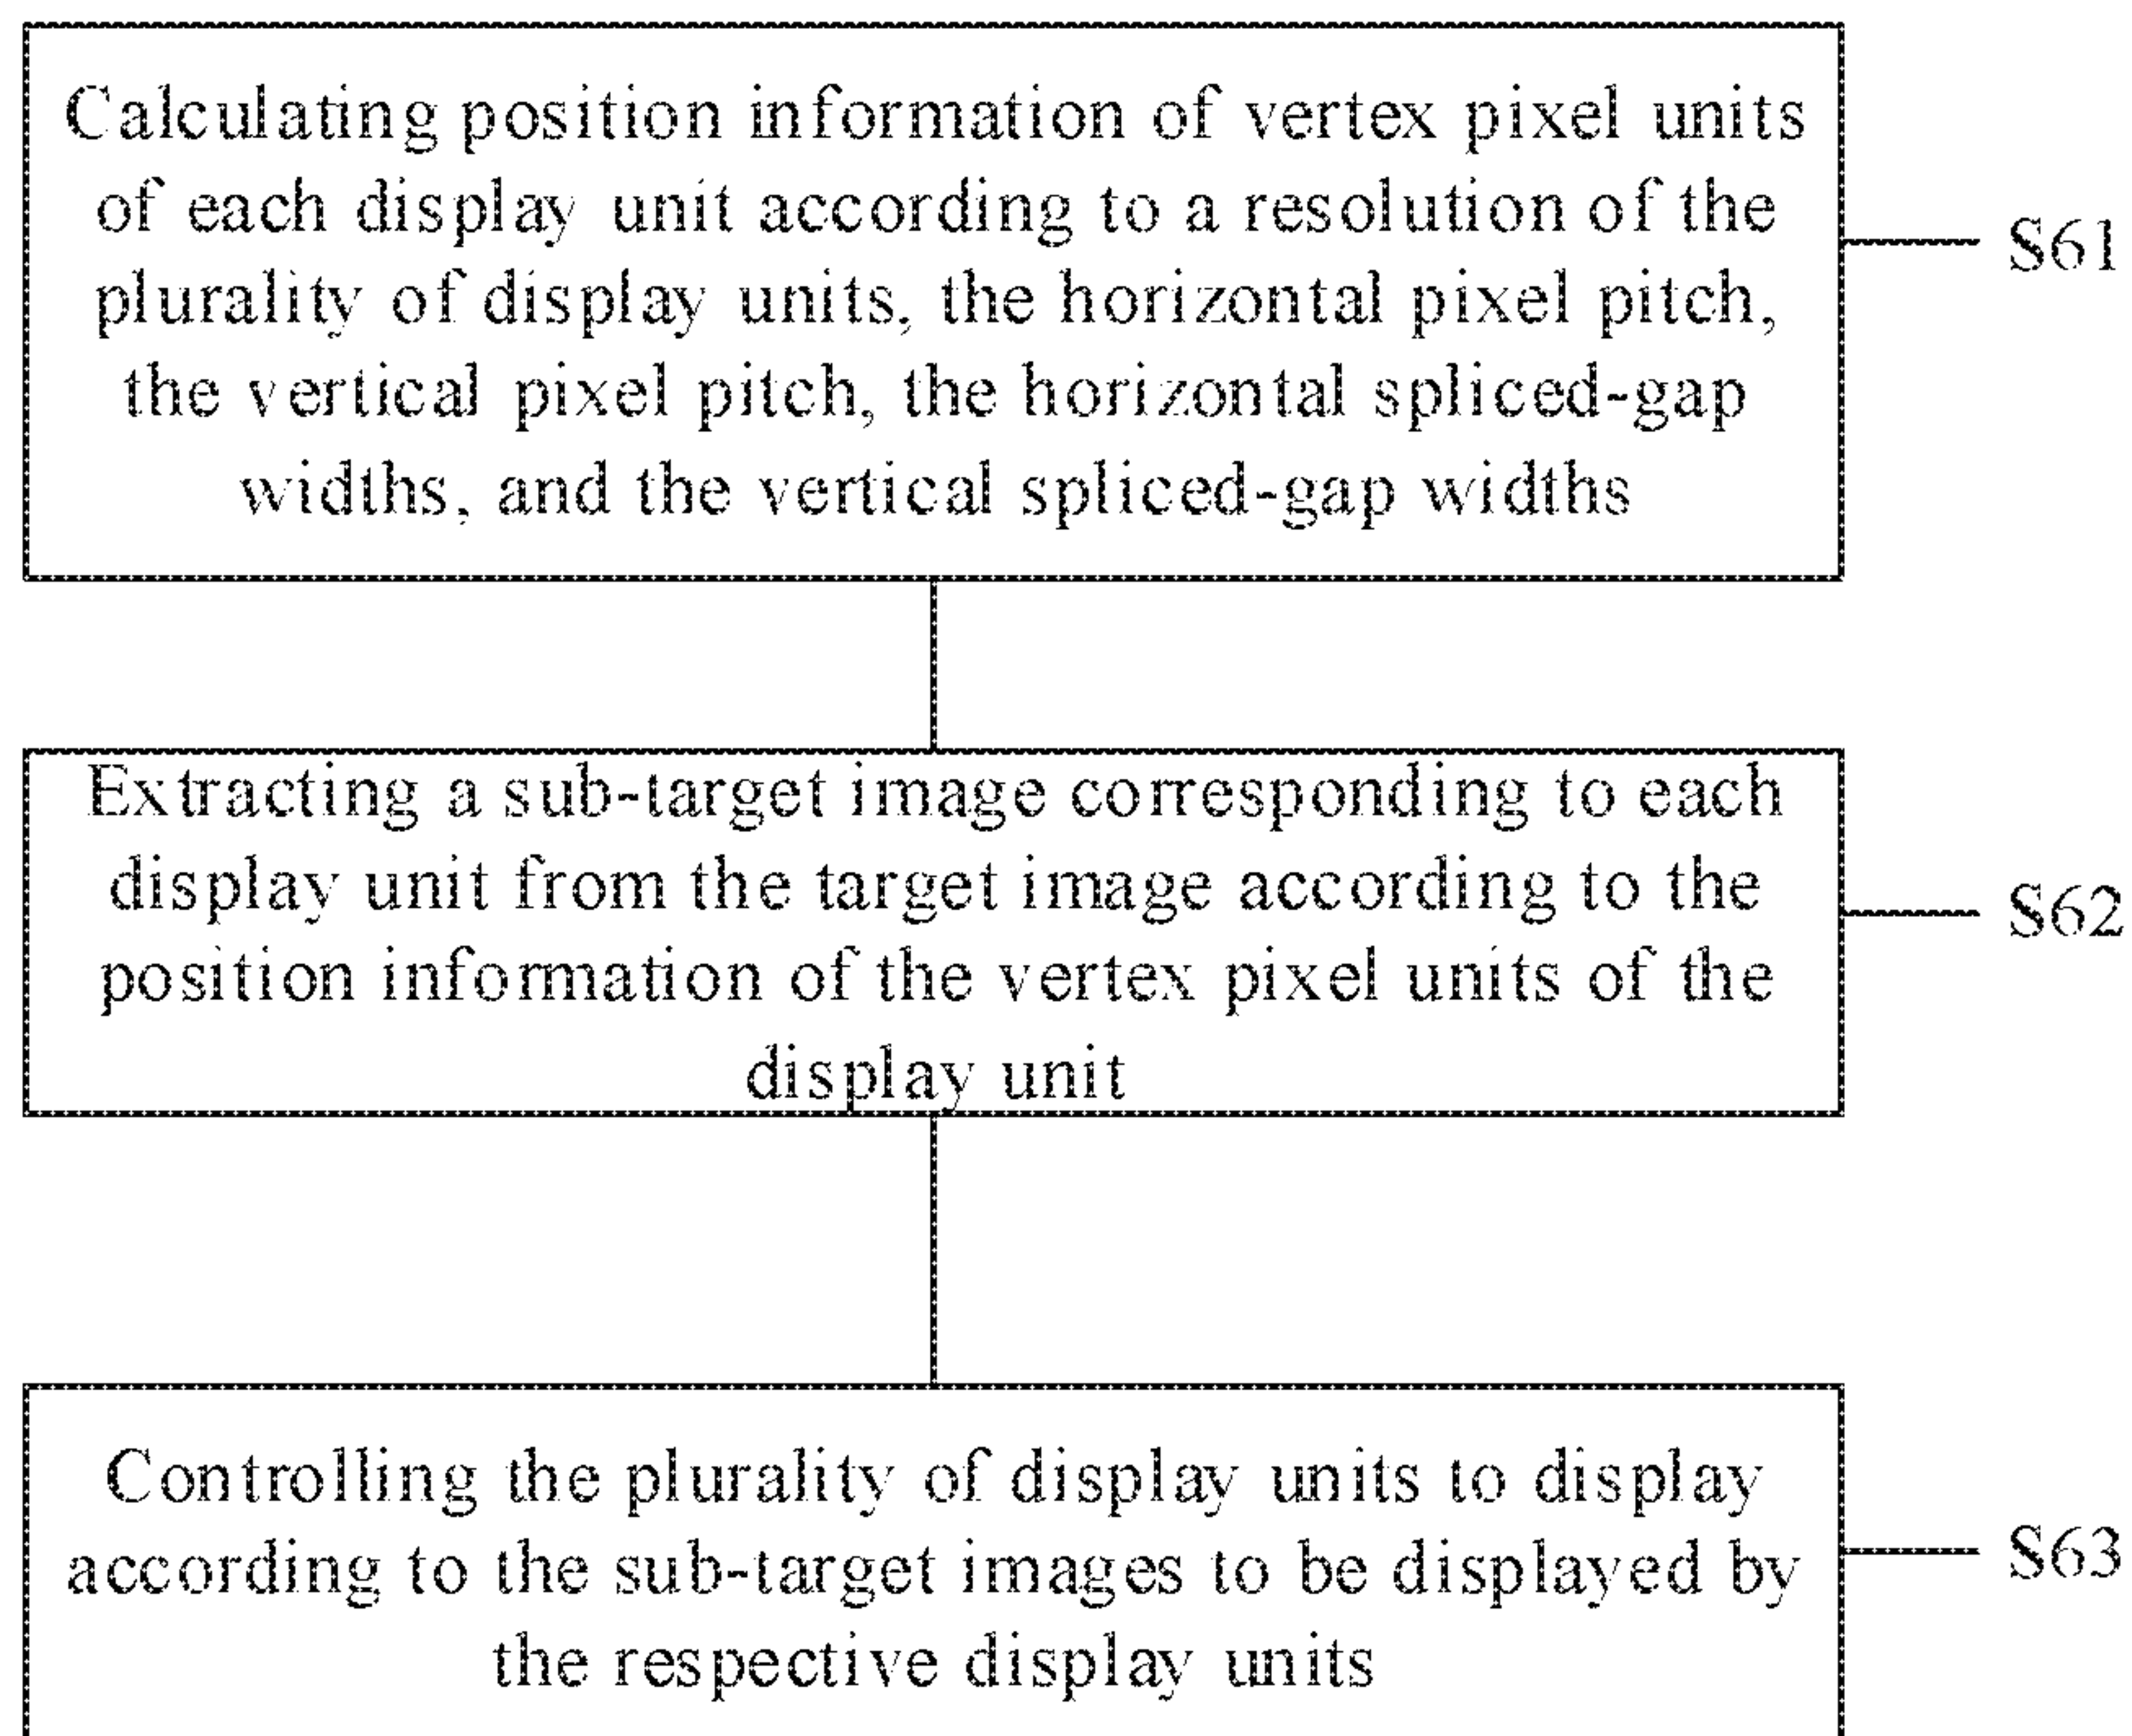 Calculating position information of vertex pixel units
of each display unit according to a resolution of the
plurality of display units, the horizontal pixel pitch,
the vertical pixel pitch, the horizontal spliced-gap
widths, and the vertical spliced-gap widths
S61
Extracting a sub-target image corresponding to each
display unit from the target image according to the
position information of the vertex pixel units of the
display unit
S62
Controlling the plurality of display units to display
according to the sub-target images to be displayed by
the respective display units
S63